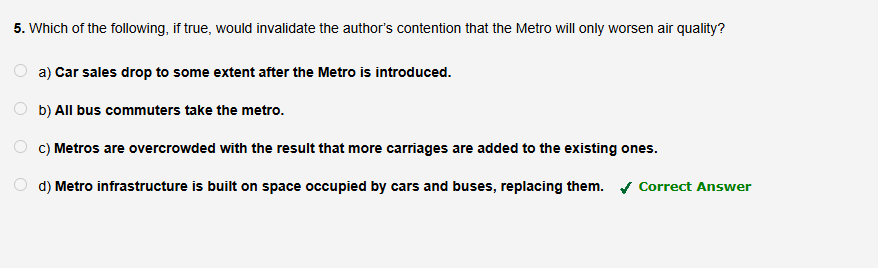 5. Which of the following, if true, would invalidate the author's contention that the Metro will only worsen air quality?
a) Car sales drop to some extent after the Metro is introduced.
b) All bus commuters take the metro.
c) Metros are overcrowded with the result that more carriages are added to the existing ones.
d) Metro infrastructure is built on space occupied by cars and buses, replacing them. ✓ Correct Answer